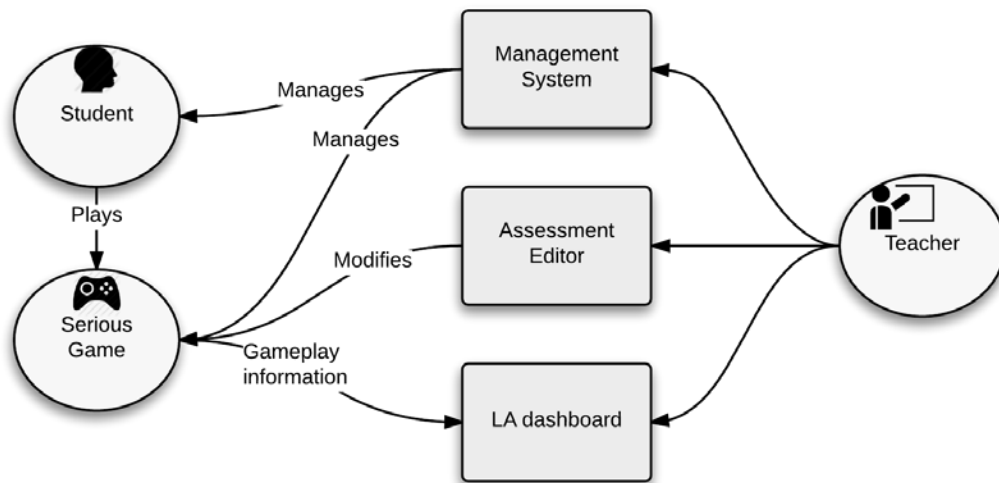 Management
System
Manages
Student
Manages
Plays
Assessment
Editor
Teacher
Modifies
Serious
Game
Gameplay
information
LA dashboard